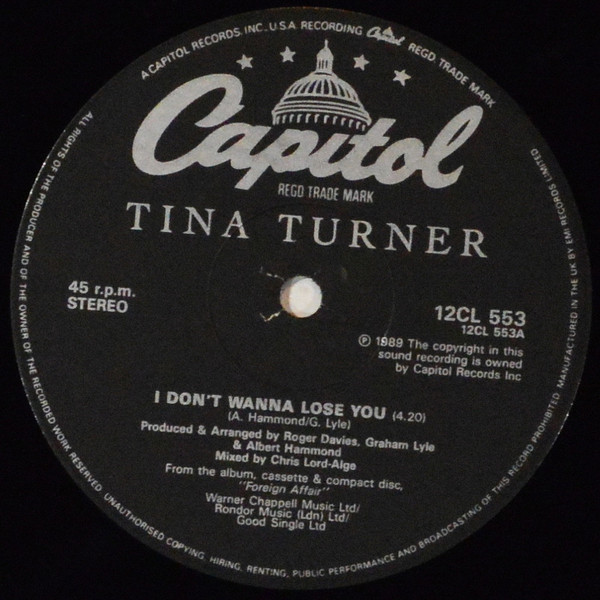 A CAPITOL RECORDS, INC., U.S.A. RECORDING Capitol REGD. TRADE MARK
Capitol
REGD TRADE MARK
TINA TURNER
45 r.p.m.
STEREO
12CL 553
12CL 553A
Ⓟ 1989 The copyright in this
sound recording is owned
by Capitol Records Inc
I DON'T WANNA LOSE YOU (4.20)
(A. Hammond/G. Lyle)
Produced & Arranged by Roger Davies, Graham Lyle
& Albert Hammond
Mixed by Chris Lord-Alge
From the album, cassette & compact disc,
"Foreign Affair"
Warner Chappell Music Ltd/
Rondor Music (Ldn) Ltd/
Good Single Ltd
ALL RIGHTS OF THE PRODUCER AND OF THE OWNER OF THE RECORDED WORK RESERVED. UNAUTHORISED COPYING, HIRING, RENTING, PUBLIC PERFORMANCE AND BROADCASTING OF THIS RECORD PROHIBITED. MANUFACTURED IN THE UK BY EMI RECORDS LIMITED